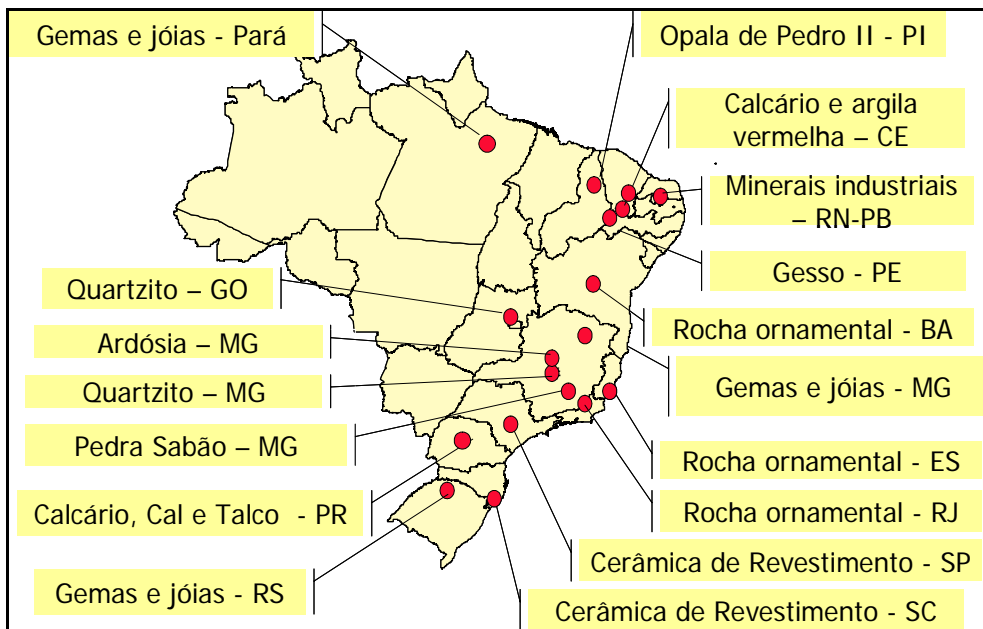 Gemas e jóias - Pará
Opala de Pedro II - PI
Calcário e argila
vermelha – CE
Minerais industriais
– RN-PB
Gesso - PE
Quartzito – GO
Rocha ornamental - BA
Ardósia – MG
Gemas e jóias - MG
Quartzito – MG
Pedra Sabão – MG
Rocha ornamental - ES
Calcário, Cal e Talco - PR
Rocha ornamental - RJ
Cerâmica de Revestimento - SP
Gemas e jóias - RS
Cerâmica de Revestimento - SC